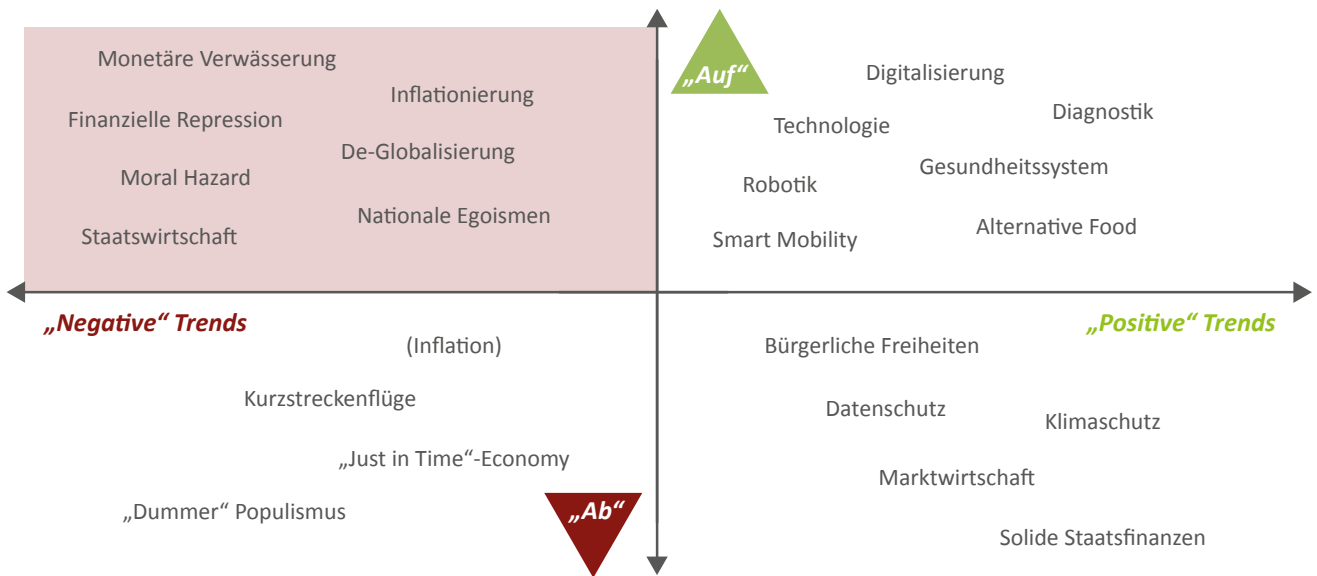 Monetäre Verwässerung
Inflationierung
Finanzielle Repression
De-Globalisierung
Moral Hazard
Nationale Egoismen
Staatswirtschaft
„Auf“
Digitalisierung
Diagnostik
Technologie
Gesundheitssystem
Robotik
Alternative Food
Smart Mobility
„Negative“ Trends
„Positive“ Trends
(Inflation)
Kurzstreckenflüge
„Just in Time“-Economy
„Dummer“ Populismus
„Ab“
Bürgerliche Freiheiten
Datenschutz
Klimaschutz
Marktwirtschaft
Solide Staatsfinanzen